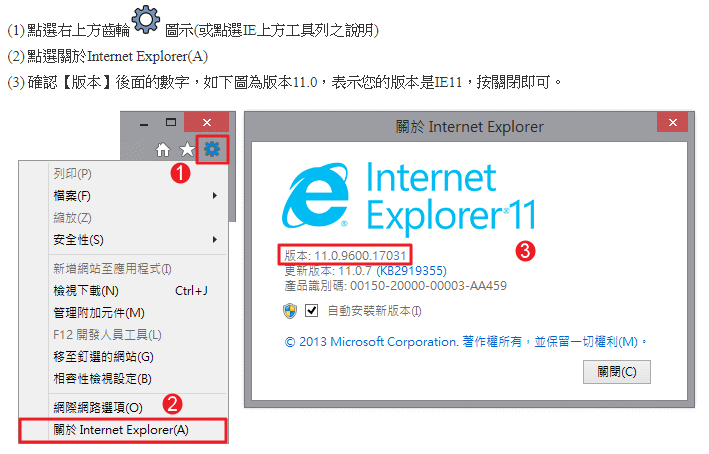 (1) 點選右上方齒輪 圖示(或點選IE上方工具列之說明)
(2) 點選關於Internet Explorer(A)
(3) 確認【版本】後面的數字，如下圖為版本11.0，表示您的版本是IE11，按關閉即可。
1
列印(P)
檔案(F)
縮放(Z)
安全性(S)
新增網站至應用程式(I)
檢視下載(N) Ctrl+J
管理附加元件(M)
F12 開發人員工具(L)
移至釘選的網站(G)
相容性檢視設定(B)
網際網路選項(O)
2
關於 Internet Explorer(A)
關於 Internet Explorer
Internet
Explorer®11
版本: 11.0.9600.17031
3
更新版本: 11.0.7 (KB2919355)
產品識別碼: 00150-20000-00003-AA459
自動安裝新版本(I)
© 2013 Microsoft Corporation. 著作權所有，並保留一切權利(M)。
關閉(C)